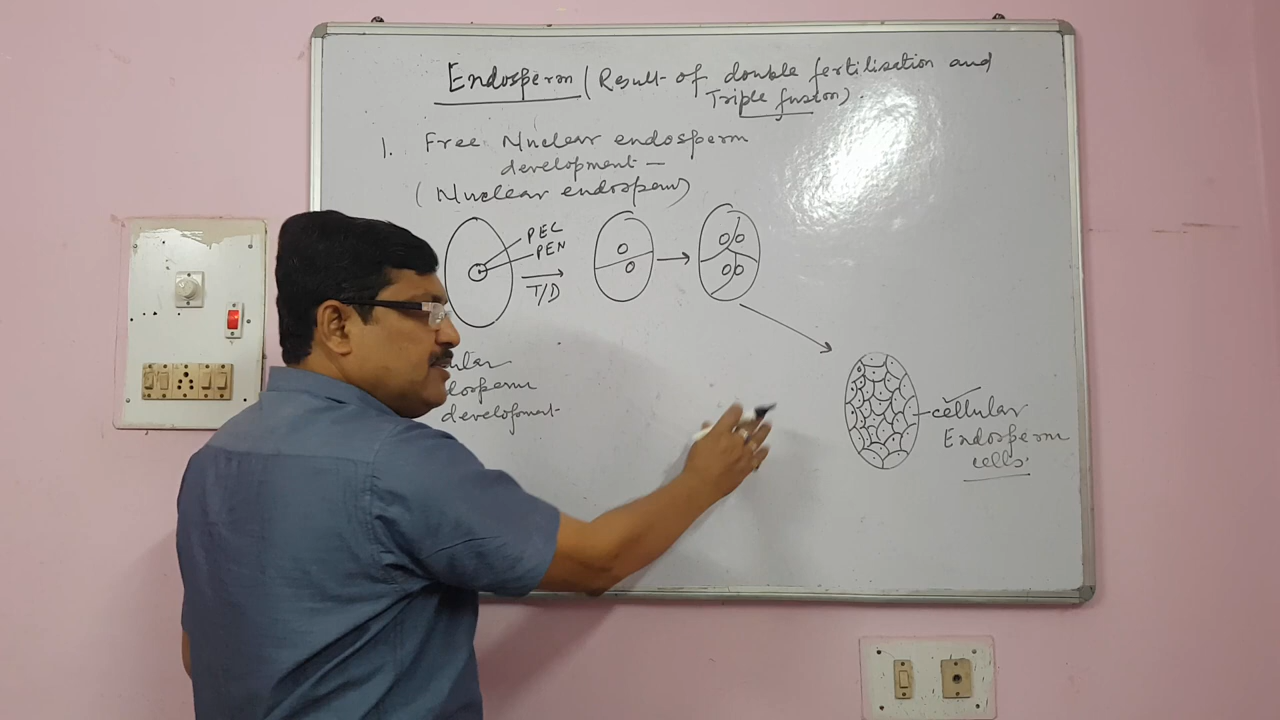 Endosperm (Result of double fertilisation and
Triple fusion).
1. Free Nuclear endosperm
development -
(Nuclear endosperm)
PEC
PEN
T/D
development
cellular
Endosperm
cells.